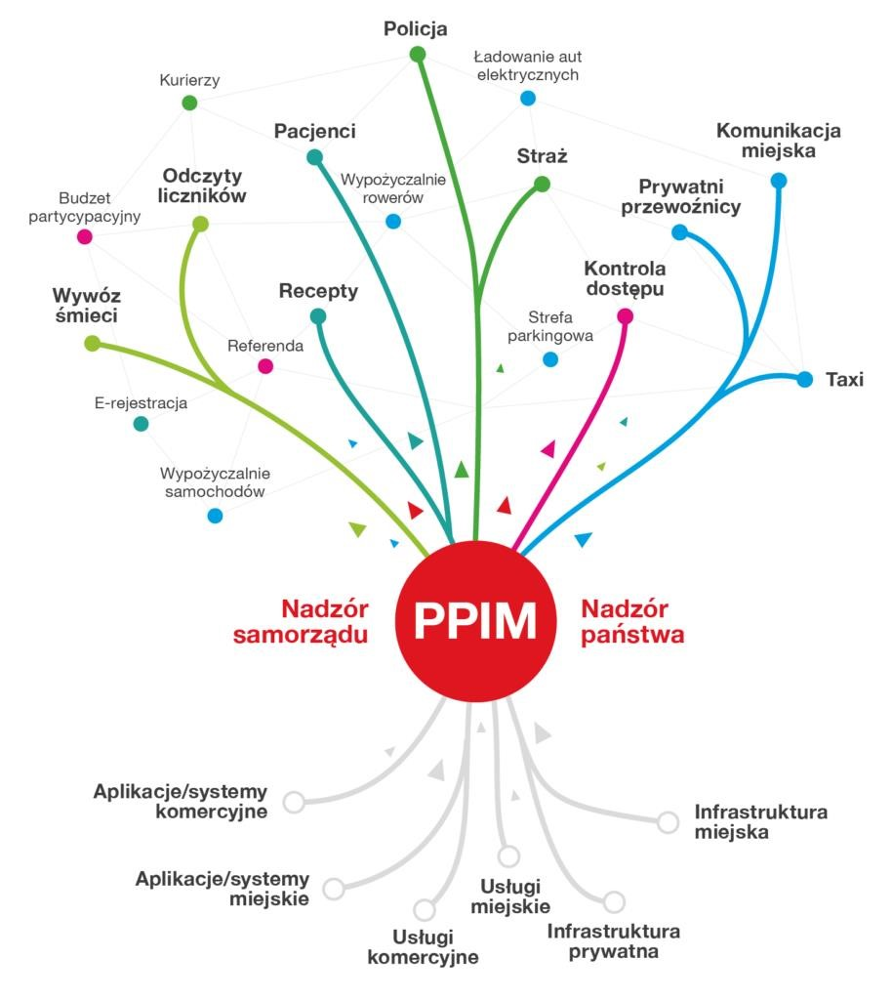 Policja
Ładowanie aut
elektrycznych
Kurierzy
Pacjenci
Komunikacja
miejska
Straż
Odczyty
liczników
Wypożyczalnie
rowerów
Prywatni
przewoźnicy
Budzet
partycypacyjny
Kontrola
dostępu
Wywóz
śmieci
Recepty
Strefa
parkingowa
Referenda
Taxi
E-rejestracja
Wypożyczalnie
samochodów
Nadzór
samorządu
PPIM
Nadzór
państwa
Aplikacje/systemy
komercyjne
Infrastruktura
miejska
Aplikacje/systemy
miejskie
Usługi
miejskie
Usługi
komercyjne
Infrastruktura
prywatna